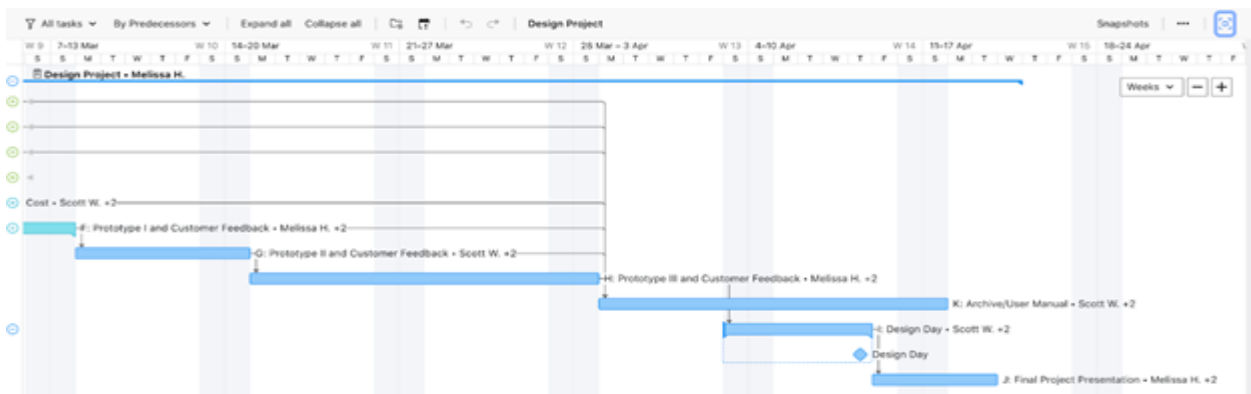 All tasks By Predecessors Expand all Collapse all Design Project Snapshots
W 9 7–13 Mar W 10 14–20 Mar W 11 21–27 Mar W 12 28 Mar – 3 Apr W 13 4–10 Apr W 14 11–17 Apr W 15 18–24 Apr
S S M T W T F S S M T W T F S S M T W T F S S M T W T F S S M T W T F S S M T W T F S S M T W T F
Design Project • Melissa H.
Weeks
Cost • Scott W. +2
F: Prototype I and Customer Feedback • Melissa H. +2
G: Prototype II and Customer Feedback • Scott W. +2
H: Prototype III and Customer Feedback • Melissa H. +2
K: Archive/User Manual • Scott W. +2
I: Design Day • Scott W. +2
Design Day
J: Final Project Presentation • Melissa H. +2